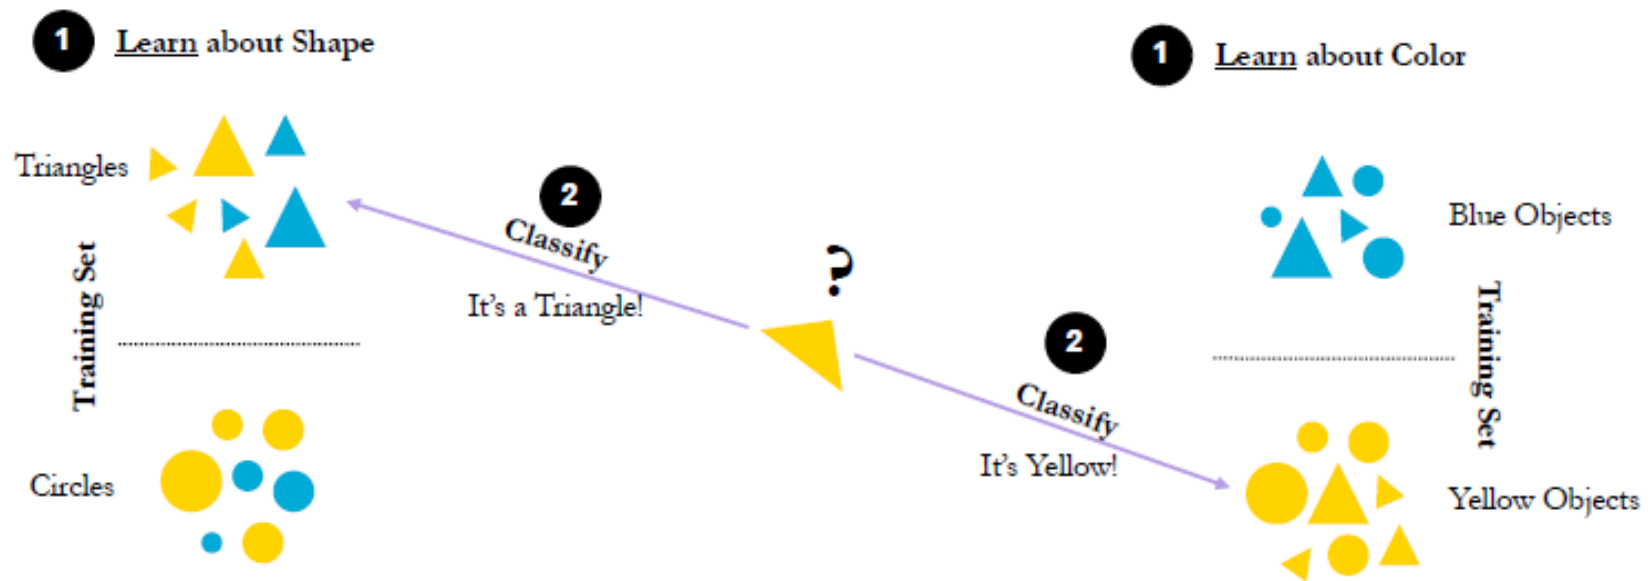 1 Learn about Shape
Triangles
Training Set
Circles
2
Classify
It's a Triangle!
?
2
Classify
It's Yellow!
1 Learn about Color
Blue Objects
Training Set
Yellow Objects